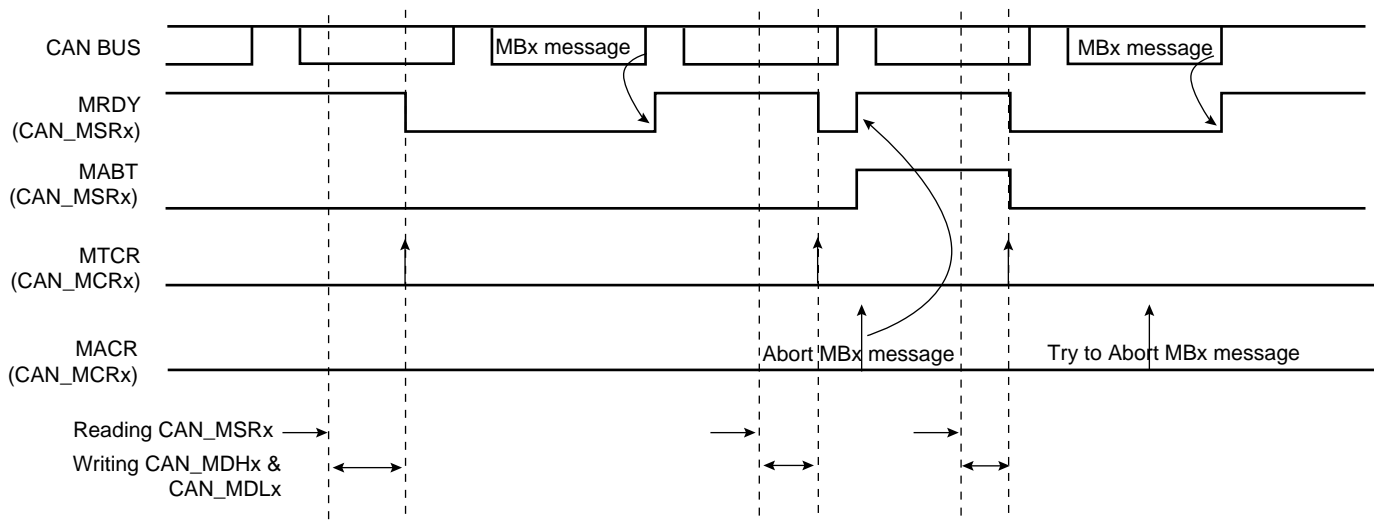 CAN BUS
MBx message
MBx message
MRDY
(CAN_MSRx)
MABT
(CAN_MSRx)
MTCR
(CAN_MCRx)
Abort MBx message
Try to Abort MBx message
MACR
(CAN_MCRx)
Reading CAN_MSRx
Writing CAN_MDHx &
CAN_MDLx